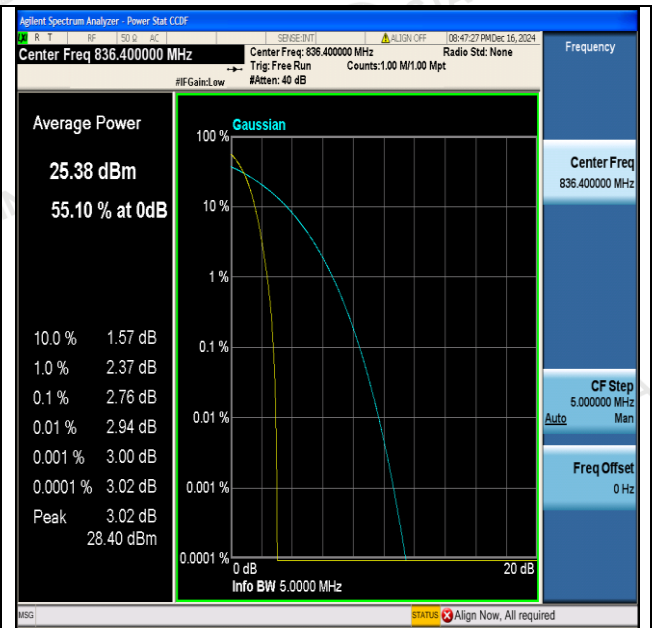 Agilent Spectrum Analyzer - Power Stat CCDF
LXI R T RF 50 Ω AC SENSE:INT ALIGN OFF 08:47:27 PMDec 16, 2024
Center Freq 836.400000 MHz
Center Freq: 836.400000 MHz Radio Std: None
Trig: Free Run Counts:1.00 M/1.00 Mpt
#IFGain:Low #Atten: 40 dB
Frequency
Average Power
25.38 dBm
55.10 % at 0dB
10.0 % 1.57 dB
1.0 % 2.37 dB
0.1 % 2.76 dB
0.01 % 2.94 dB
0.001 % 3.00 dB
0.0001 % 3.02 dB
Peak 3.02 dB
28.40 dBm
Gaussian
100 %
10 %
1 %
0.1 %
0.01 %
0.001 %
0.0001 %
0 dB 20 dB
Info BW 5.0000 MHz
Center Freq
836.400000 MHz
CF Step
5.000000 MHz
Auto Man
Freq Offset
0 Hz
MSG STATUS Align Now, All required